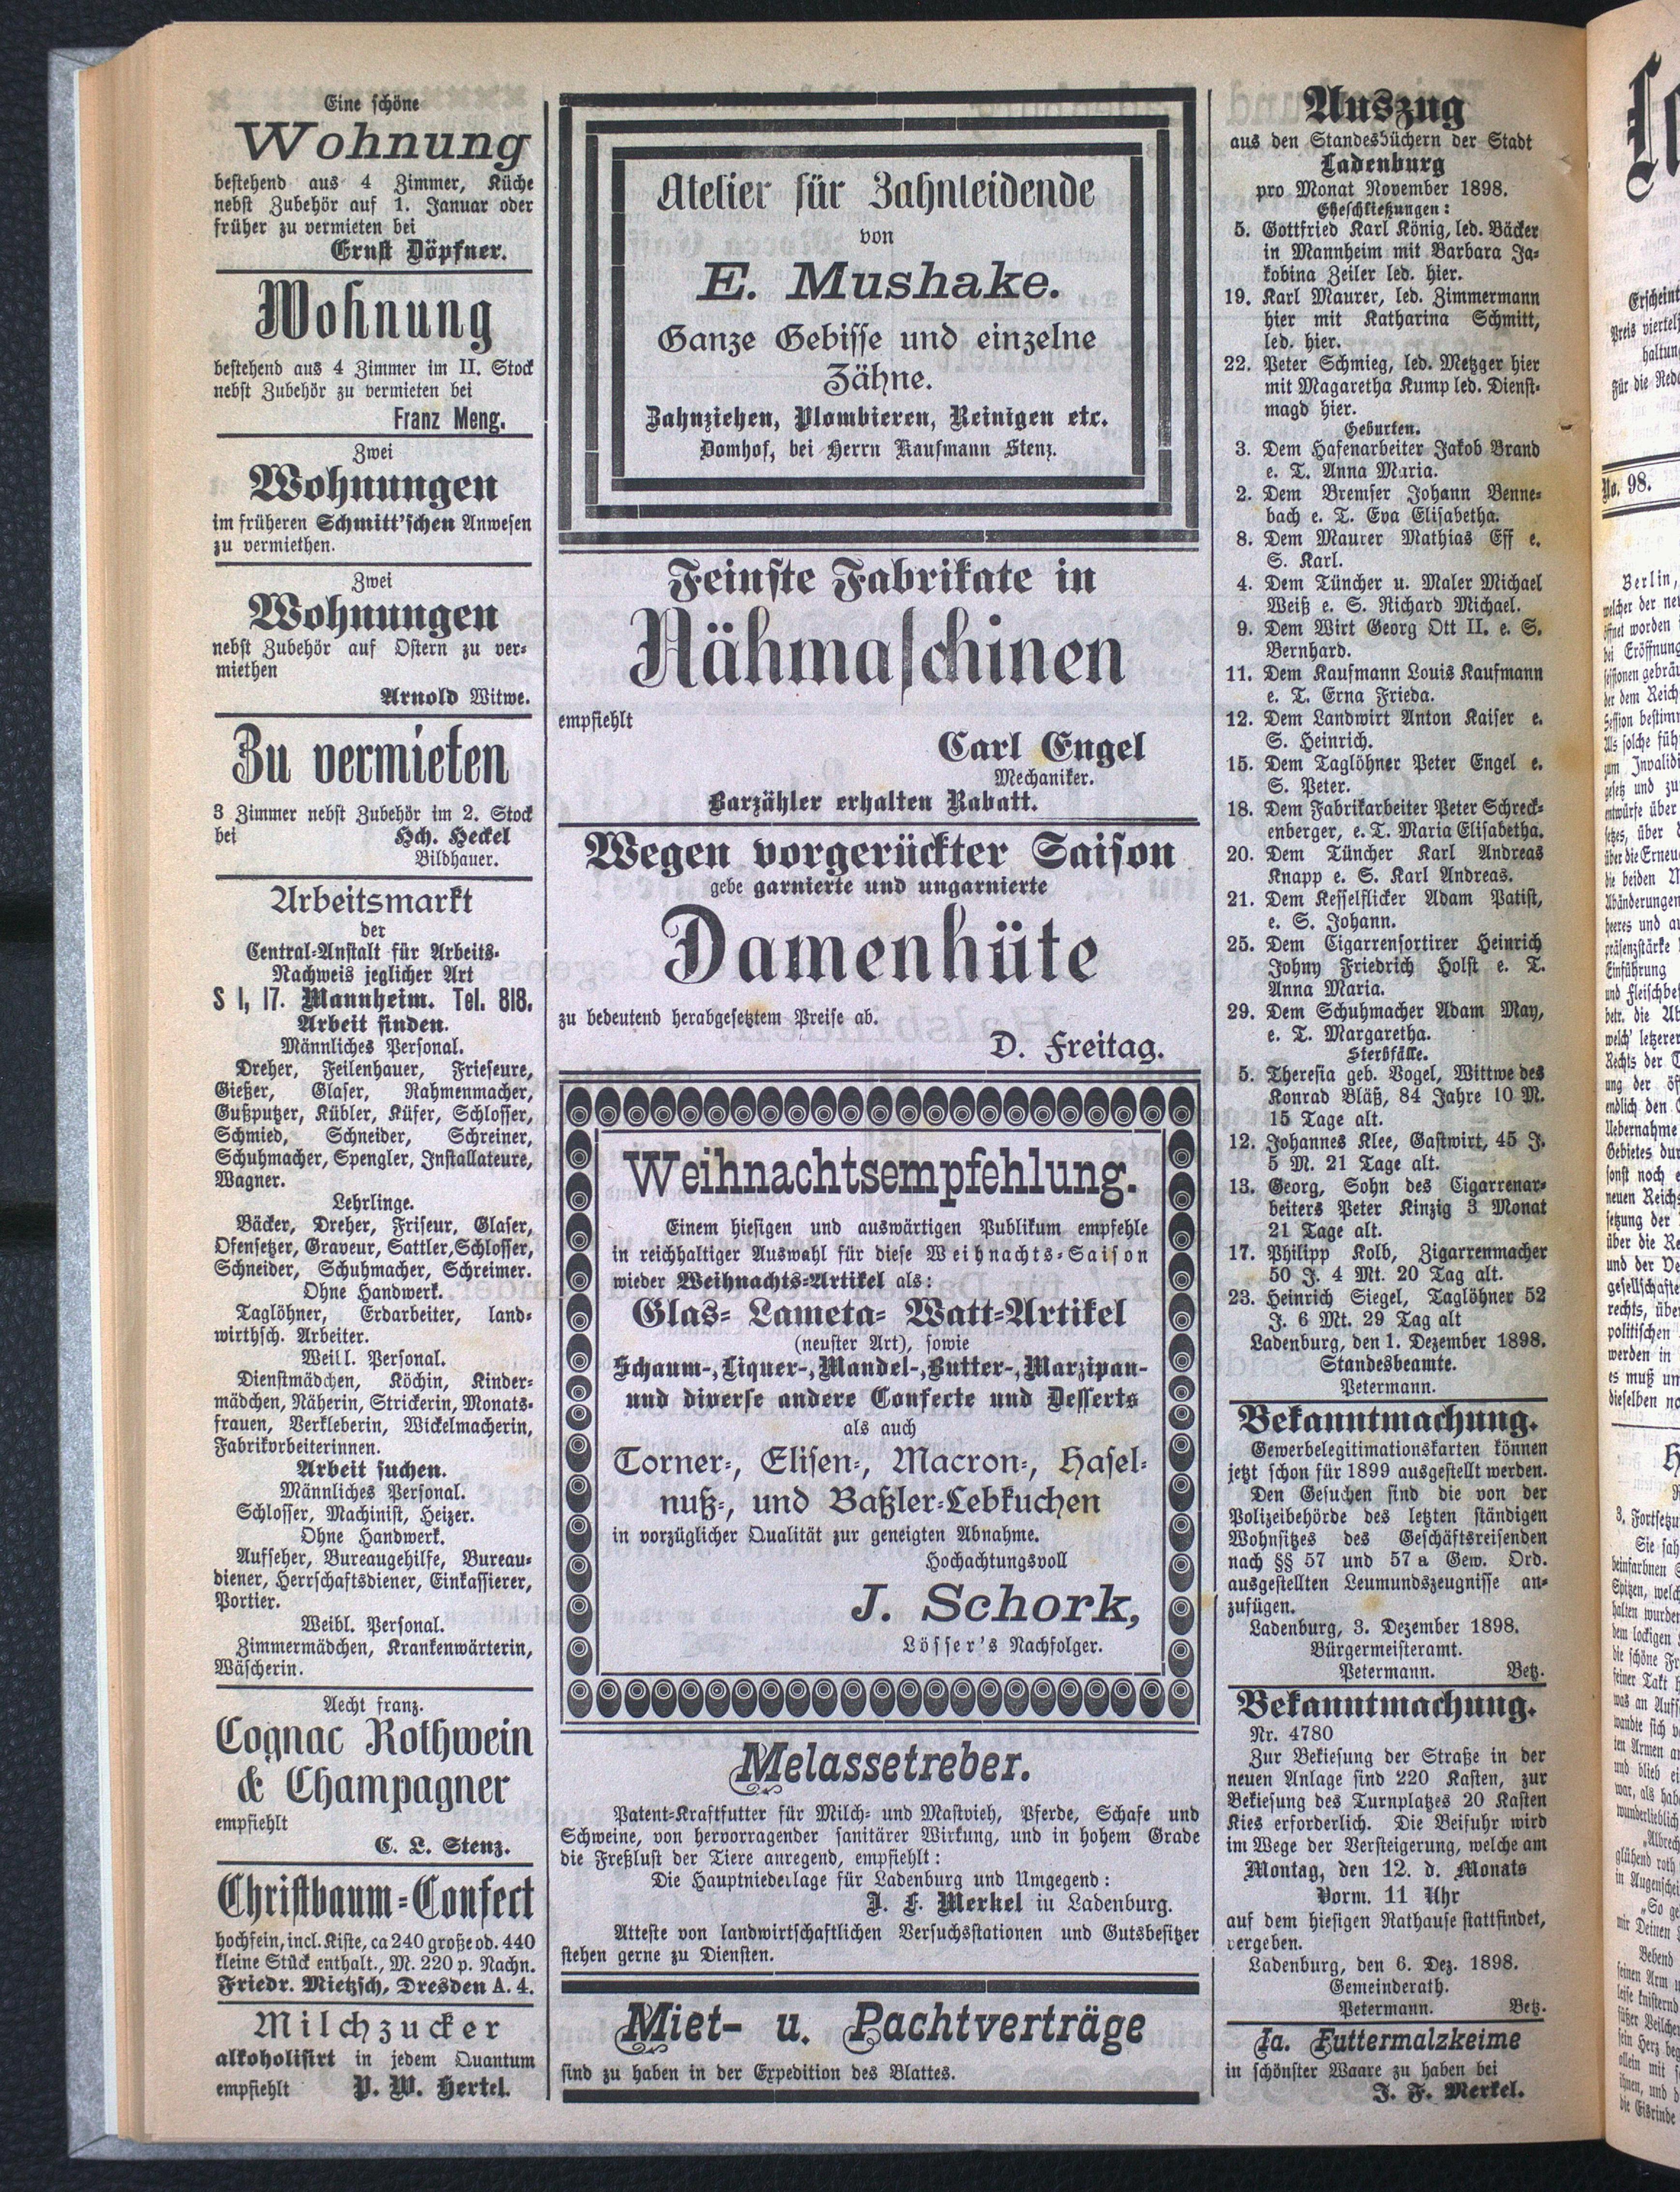 Eine schöne
Wohnung
bestehend aus 4 Zimmer, Küche
nebst Zubehör auf 1. Januar oder
früher zu vermieten bei
Ernst Döpfner.
Wohnung
bestehend aus 4 Zimmer im II. Stock
nebst Zubehör zu vermieten bei
Franz Meng.
Zwei
Wohnungen
im früheren Schmitt'schen Anwesen
zu vermiethen.
Zwei
Wohnungen
nebst Zubehör auf Ostern zu ver-
miethen
Arnold Witwe.
Zu vermieten
3 Zimmer nebst Zubehör im 2. Stock
bei Hch. Heckel
Bildhauer.
Arbeitsmarkt
der
Central-Anstalt für Arbeits-
Nachweis jeglicher Art
S 1, 17. Mannheim. Tel. 818.
Arbeit finden.
Männliches Personal.
Dreher, Feilenhauer, Frieseure,
Gießer, Glaser, Rahmenmacher,
Gußputzer, Kübler, Küfer, Schlosser,
Schmied, Schneider, Schreiner,
Schuhmacher, Spengler, Installateure,
Wagner.
Lehrlinge.
Bäcker, Dreher, Friseur, Glaser,
Ofensetzer, Graveur, Sattler, Schlosser,
Schneider, Schuhmacher, Schreimer.
Ohne Handwerk.
Taglöhner, Erdarbeiter, land-
wirthsch. Arbeiter.
Weibl. Personal.
Dienstmädchen, Köchin, Kinder-
mädchen, Näherin, Strickerin, Monats-
frauen, Verkleberin, Wickelmacherin,
Fabrikorbeiterinnen.
Arbeit suchen.
Männliches Personal.
Schlosser, Machinist, Heizer.
Ohne Handwerk.
Aufseher, Bureaugehilfe, Bureau-
diener, Herrschaftsdiener, Einkassierer,
Portier.
Weibl. Personal.
Zimmermädchen, Krankenwärterin,
Wäscherin.
Aecht franz.
Cognac Rothwein
& Champagner
empfiehlt
C. L. Stenz.
Christbaum-Confect
hochfein, incl. Kiste, ca 240 große od. 440
kleine Stück enthalt., M. 220 p. Nachn.
Friedr. Mietzsch, Dresden A. 4.
Milchzucker
alkoholisirt in jedem Quantum
empfiehlt P. W. Hertel.
Atelier für Zahnleidende
von
E. Mushake.
Ganze Gebisse und einzelne
Zähne.
Zahnziehen, Plombieren, Reinigen etc.
Domhof, bei Herrn Kaufmann Stenz.
Feinste Fabrikate in
Nähmaschinen
empfiehlt
Carl Engel
Mechaniker.
Barzähler erhalten Rabatt.
Wegen vorgerückter Saison
gebe garnierte und ungarnierte
Damenhüte
zu bedeutend herabgesetztem Preise ab.
D. Freitag.
Weihnachtsempfehlung.
Einem hiesigen und auswärtigen Publikum empfehle
in reichhaltiger Auswahl für diese Weihnachts-Saison
wieder Weihnachts-Artikel als:
Glas- Lameta- Watt-Artikel
(neuster Art), sowie
Schaum-, Liquer-, Mandel-, Butter-, Marzipan-
und diverse andere Confecte und Desserts
als auch
Torner-, Elisen-, Macron-, Hasel-
nuß-, und Baßler-Lebkuchen
in vorzüglicher Qualität zur geneigten Abnahme.
Hochachtungsvoll
J. Schork,
Lösser's Nachfolger.
Melassetreber.
Patent-Kraftfutter für Milch- und Mastvieh, Pferde, Schafe und
Schweine, von hervorragender sanitärer Wirkung, und in hohem Grade
die Freßlust der Tiere anregend, empfiehlt:
Die Hauptniederlage für Ladenburg und Umgegend:
J. F. Merkel in Ladenburg.
Atteste von landwirtschaftlichen Versuchsstationen und Gutsbesitzer
stehen gerne zu Diensten.
Miet- u. Pachtverträge
sind zu haben in der Expedition des Blattes.
Auszug
aus den Standesbüchern der Stadt
Ladenburg
pro Monat November 1898.
Eheschließungen:
5. Gottfried Karl König, led. Bäcker
in Mannheim mit Barbara Ja-
kobina Zeiler led. hier.
19. Karl Maurer, led. Zimmermann
hier mit Katharina Schmitt,
led. hier.
22. Peter Schmieg, led. Metzger hier
mit Magaretha Kump led. Dienst-
magd hier.
Geburten.
3. Dem Hafenarbeiter Jakob Brand
e. T. Anna Maria.
2. Dem Bremser Johann Benne-
bach e. T. Eva Elisabetha.
8. Dem Maurer Mathias Eff e.
S. Karl.
4. Dem Tüncher u. Maler Michael
Weiß e. S. Richard Michael.
9. Dem Wirt Georg Ott II. e. S.
Bernhard.
11. Dem Kaufmann Louis Kaufmann
e. T. Erna Frieda.
12. Dem Landwirt Anton Kaiser e.
S. Heinrich.
15. Dem Taglöhner Peter Engel e.
S. Peter.
18. Dem Fabrikarbeiter Peter Schreck-
enberger, e. T. Maria Elisabetha.
20. Dem Tüncher Karl Andreas
Knapp e. S. Karl Andreas.
21. Dem Kesselflicker Adam Patist,
e. S. Johann.
25. Dem Cigarrensortirer Heinrich
Johny Friedrich Holst e. T.
Anna Maria.
29. Dem Schuhmacher Adam May,
e. T. Margaretha.
Sterbfälle.
5. Theresia geb. Vogel, Wittwe des
Konrad Bläß, 84 Jahre 10 M.
15 Tage alt.
12. Johannes Klee, Gastwirt, 45 J.
5 M. 21 Tage alt.
13. Georg, Sohn des Cigarrenar-
beiters Peter Kinzig 3 Monat
21 Tage alt.
17. Philipp Kolb, Zigarrenmacher
50 J. 4 Mt. 20 Tag alt.
23. Heinrich Siegel, Taglöhner 52
J. 6 Mt. 29 Tag alt
Ladenburg, den 1. Dezember 1898.
Standesbeamte.
Petermann.
Bekanntmachung.
Gewerbelegitimationskarten können
jetzt schon für 1899 ausgestellt werden.
Den Gesuchen sind die von der
Polizeibehörde des letzten ständigen
Wohnsitzes des Geschäftsreisenden
nach §§ 57 und 57 a Gew. Ord.
ausgestellten Leumundszeugnisse an-
zufügen.
Ladenburg, 3. Dezember 1898.
Bürgermeisteramt.
Petermann. Betz.
Bekanntmachung.
Nr. 4780
Zur Bekiesung der Straße in der
neuen Anlage sind 220 Kasten, zur
Bekiesung des Turnplatzes 20 Kasten
Kies erforderlich. Die Beifuhr wird
im Wege der Versteigerung, welche am
Montag, den 12. d. Monats
Vorm. 11 Uhr
auf dem hiesigen Rathause stattfindet,
vergeben.
Ladenburg, den 6. Dez. 1898.
Gemeinderath.
Petermann. Betz.
Ia. Futtermalzkeime
in schönster Waare zu haben bei
J. F. Merkel.
No. 98.
Berlin,